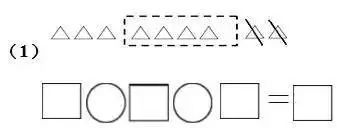 (1)
=